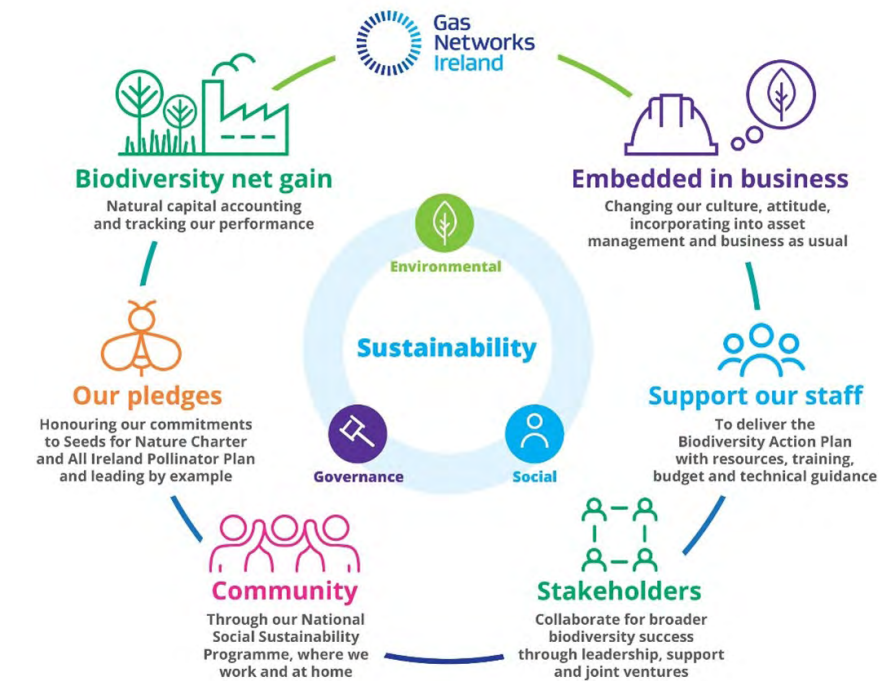 Gas
Networks
Ireland
Biodiversity net gain
Natural capital accounting
and tracking our performance
Embedded in business
Changing our culture, attitude,
incorporating into asset
management and business as usual
Environmental
Sustainability
Governance
Social
Our pledges
Honouring our commitments
to Seeds for Nature Charter
and All Ireland Pollinator Plan
and leading by example
Support our staff
To deliver the
Biodiversity Action Plan
with resources, training,
budget and technical guidance
Community
Through our National
Social Sustainability
Programme, where we
work and at home
Stakeholders
Collaborate for broader
biodiversity success
through leadership, support
and joint ventures